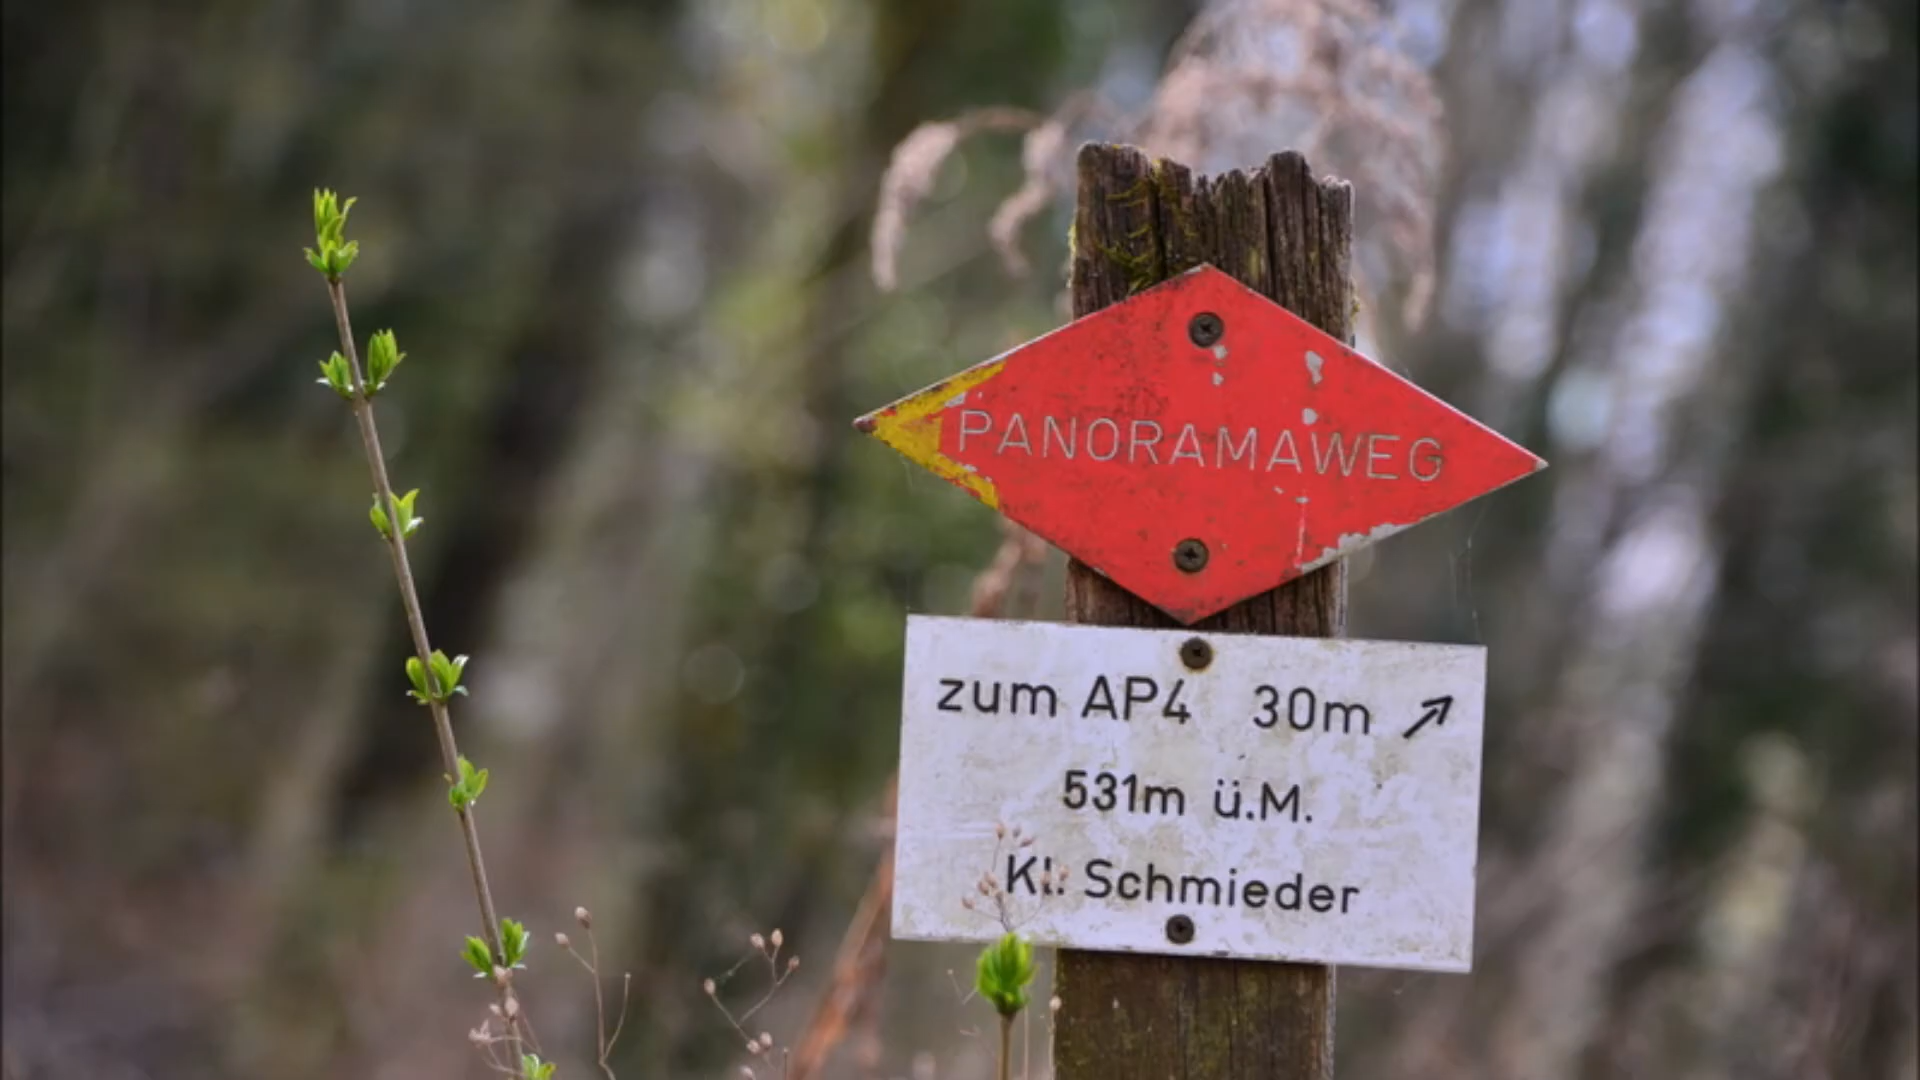 PANORAMAWEG
zum AP4 30m ↗
531m ü.M.
Kl. Schmieder